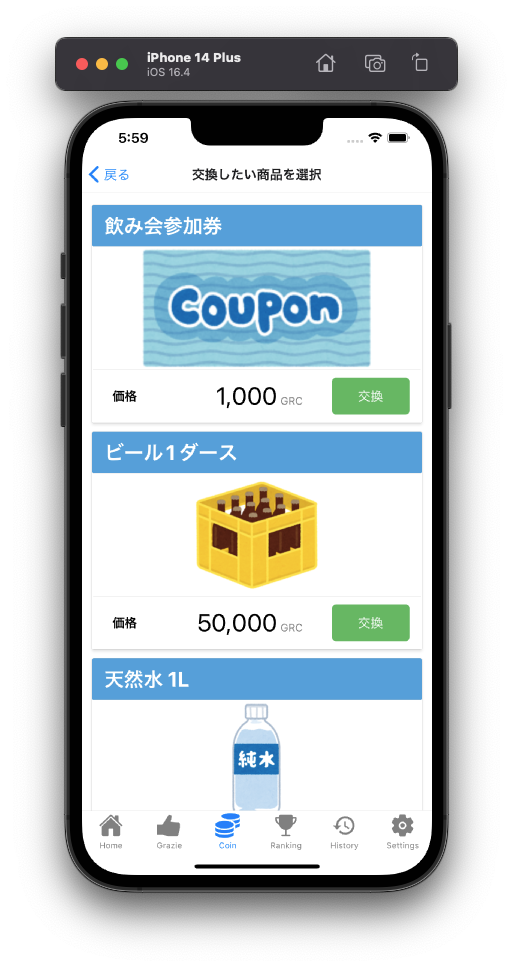 iPhone 14 Plus
iOS 16.4
5:59
戻る
交換したい商品を選択
飲み会参加券
Coupon
価格 1,000 GRC 交換
ビール1ダース
価格 50,000 GRC 交換
天然水 1L
純水
Home Grazie Coin Ranking History Settings